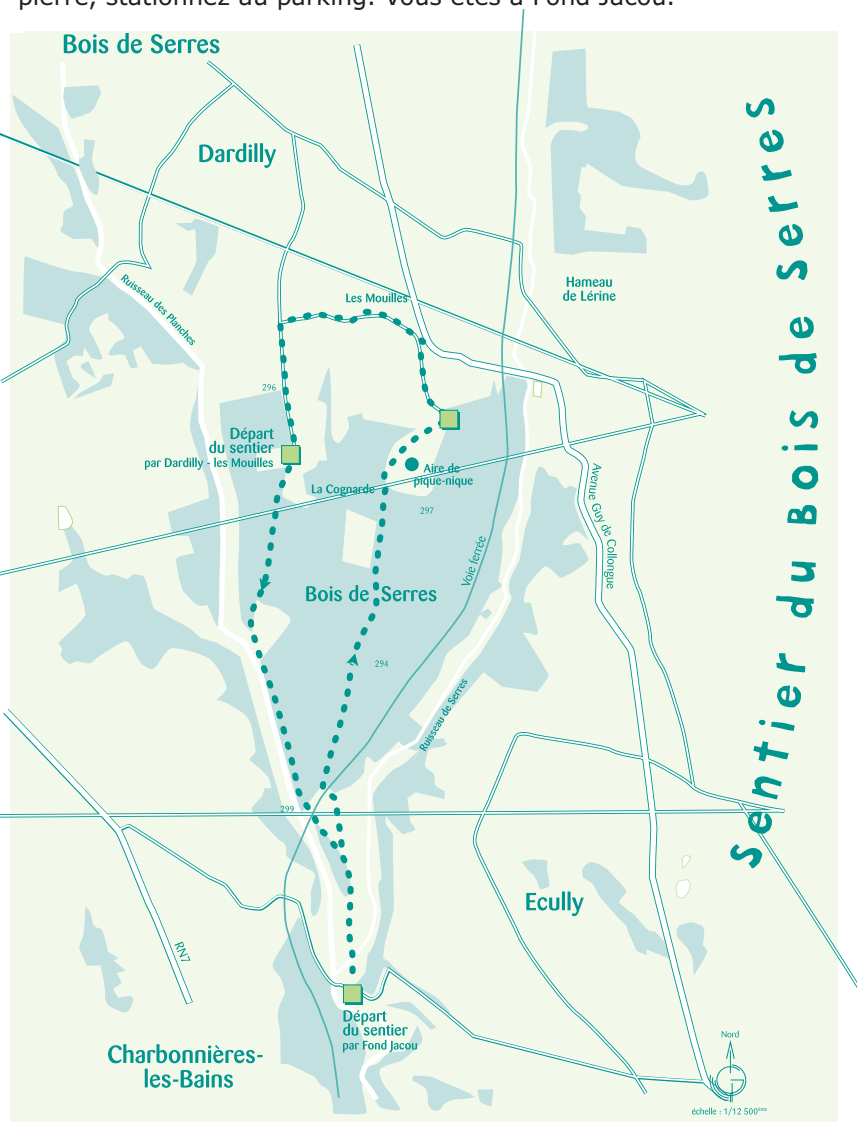 pierre, stationnez au parking. Vous êtes à Fond Jacou.
Bois de Serres
Dardilly
Sentier du Bois de Serres
Hameau
de Lérine
Ruisseau des Planches
Les Mouilles
296
Départ
du sentier
par Dardilly - les Mouilles
Aire de
pique-nique
La Cognarde
297
Avenue Guy de Collongue
Voie ferrée
Bois de Serres
294
Ruisseau de Serres
299
Ecully
RN7
Départ
du sentier
par Fond Jacou
Charbonnières-
les-Bains
Nord
échelle : 1/12 500ème